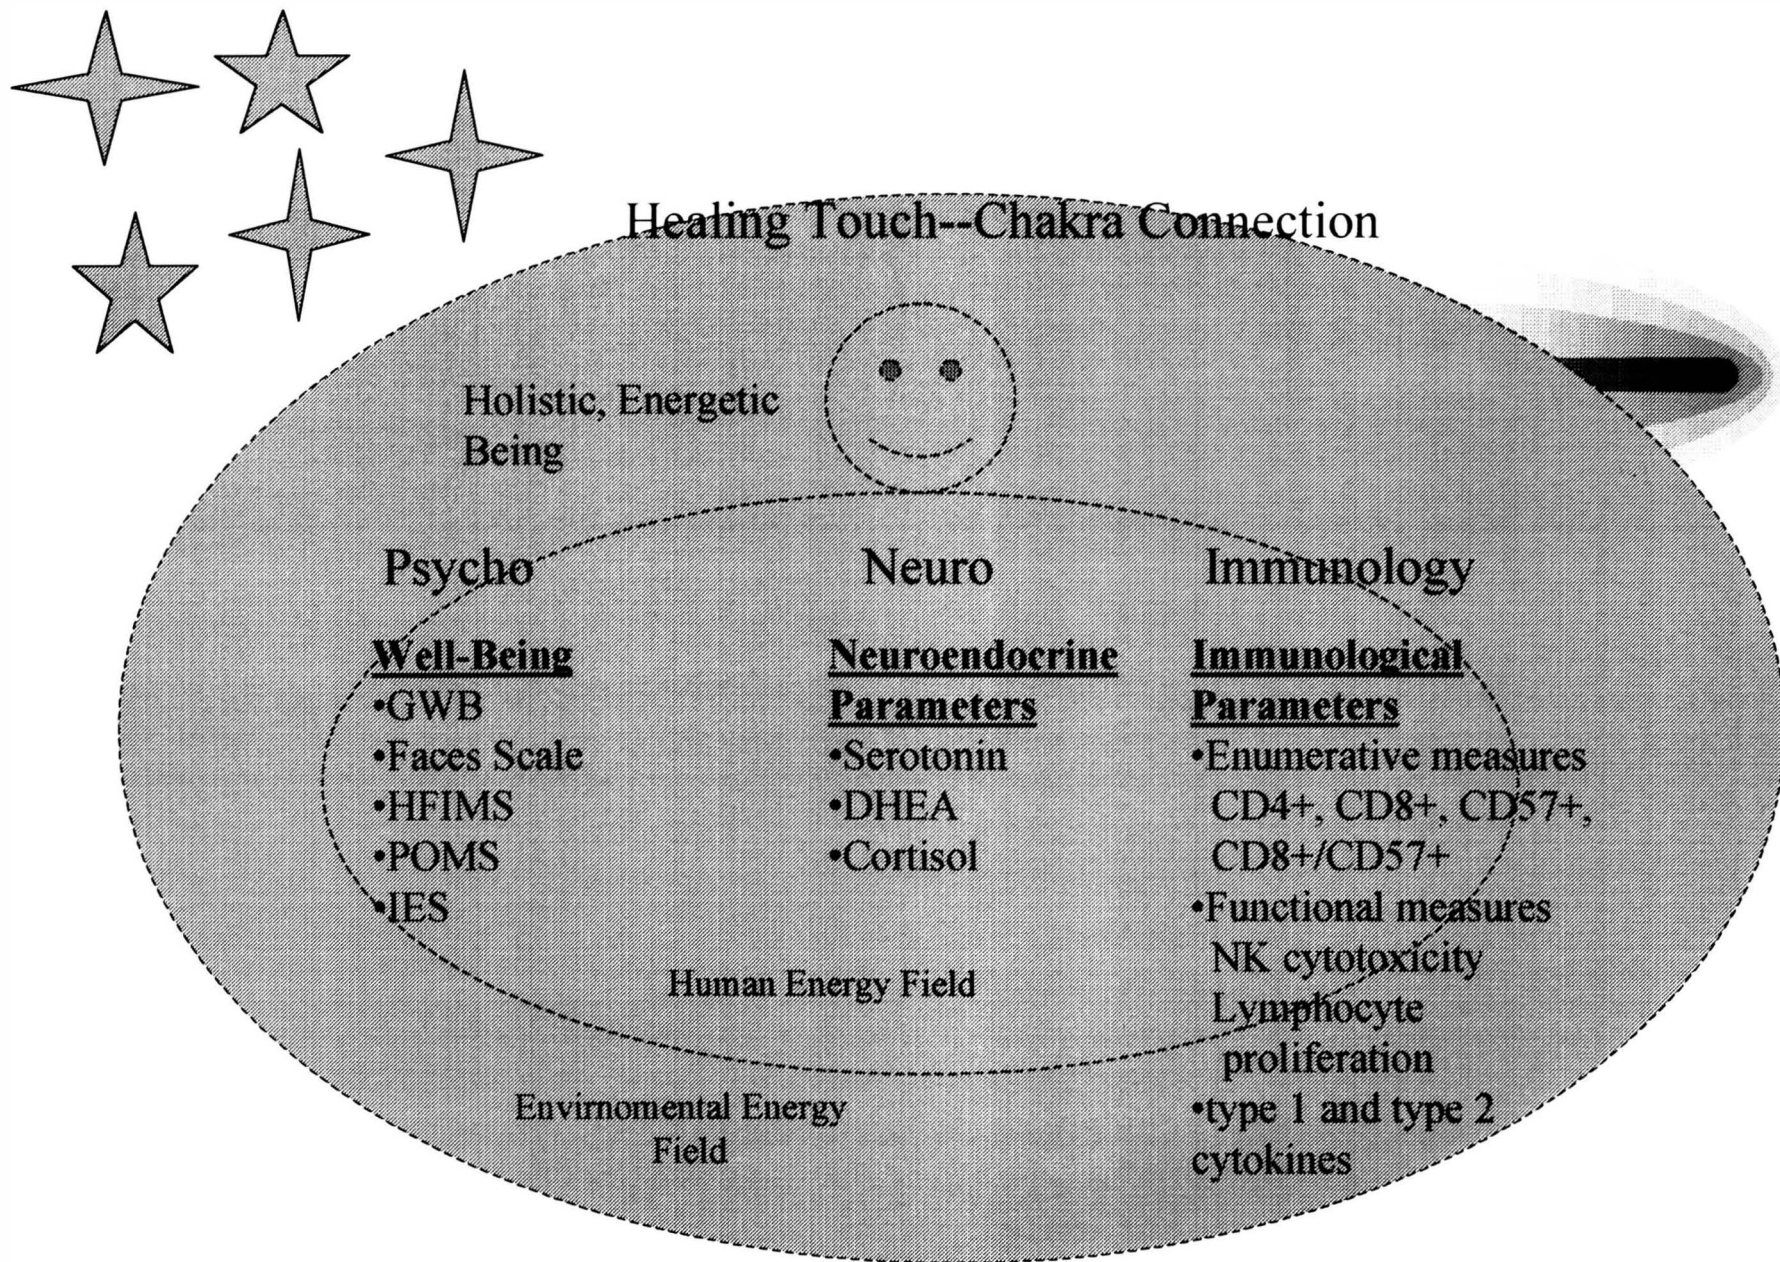 Healing Touch--Chakra Connection
Holistic, Energetic
Being
Psycho
Neuro
Immunology
Well-Being
•GWB
•Faces Scale
•HFIMS
•POMS
•IES
Neuroendocrine
Parameters
•Serotonin
•DHEA
•Cortisol
Immunological
Parameters
•Enumerative measures
CD4+, CD8+, CD57+,
CD8+/CD57+
•Functional measures
NK cytotoxicity
Lymphocyte
proliferation
•type 1 and type 2
cytokines
Human Energy Field
Envirnomental Energy
Field